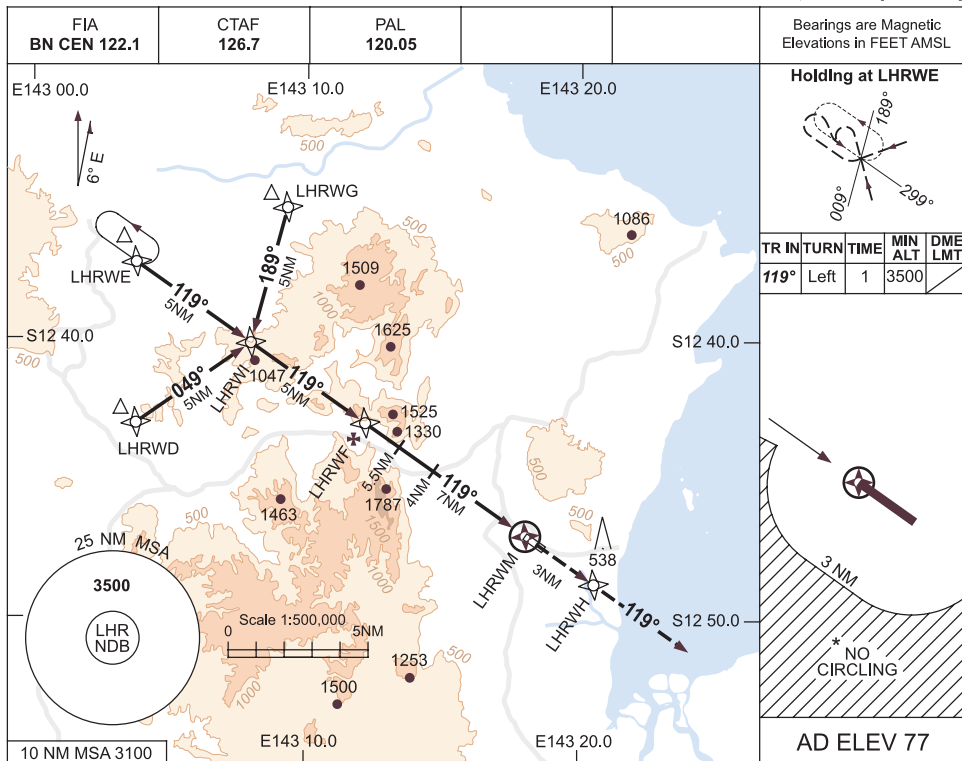 FIA
BN CEN 122.1
CTAF
126.7
PAL
120.05
Bearings are Magnetic
Elevations in FEET AMSL
E143 00.0
E143 10.0
E143 20.0
500
6° E
LHRWG
LHRWE
189°
5NM
119°
5NM
500
1509
1000
1086
500
S12 40.0
S12 40.0
500
1625
1047
LHRWI
049°
5NM
119°
5NM
LHRWD
1525
1330
LHRWF
5.5NM
4NM
119°
7NM
500
1463
500
1787
1500
1000
500
538
LHRWM
3NM
LHRWH
119°
25 NM MSA
3500
LHR
NDB
Scale 1:500,000
0
5NM
S12 50.0
1253
500
1500
1000
500
E143 10.0
E143 20.0
10 NM MSA 3100
Holding at LHRWE
189°
009°
299°
TR IN TURN TIME MIN ALT DME LMT
119° Left 1 3500
3 NM
* NO
CIRCLING
AD ELEV 77